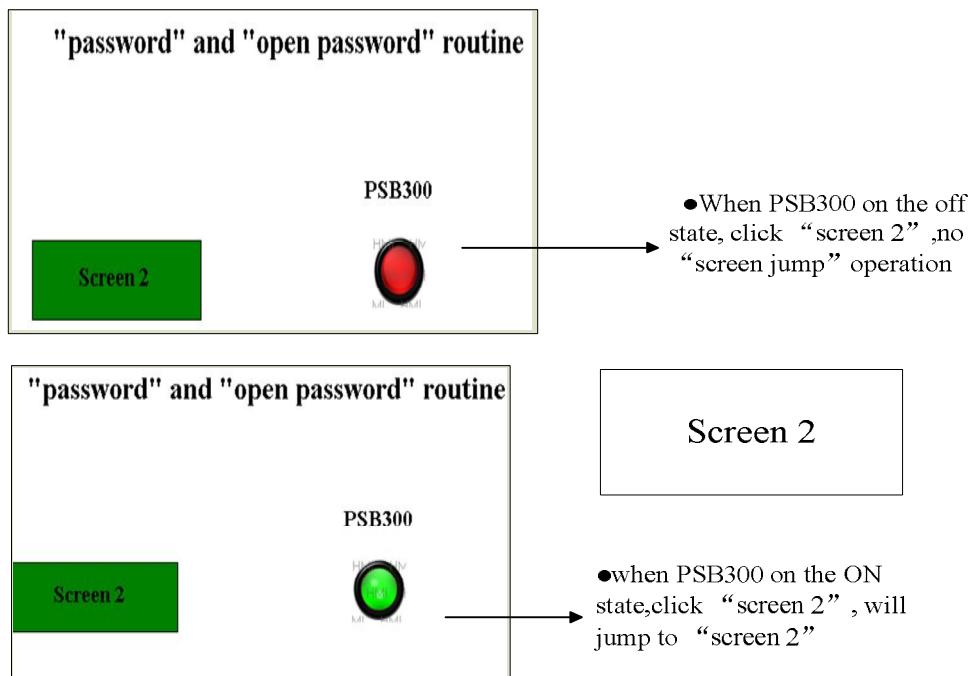 "password" and "open password" routine
PSB300
Screen 2
●When PSB300 on the off
state, click “screen 2” ,no
“screen jump” operation
"password" and "open password" routine
Screen 2
PSB300
Screen 2
●when PSB300 on the ON
state,click “screen 2” , will
jump to “screen 2”